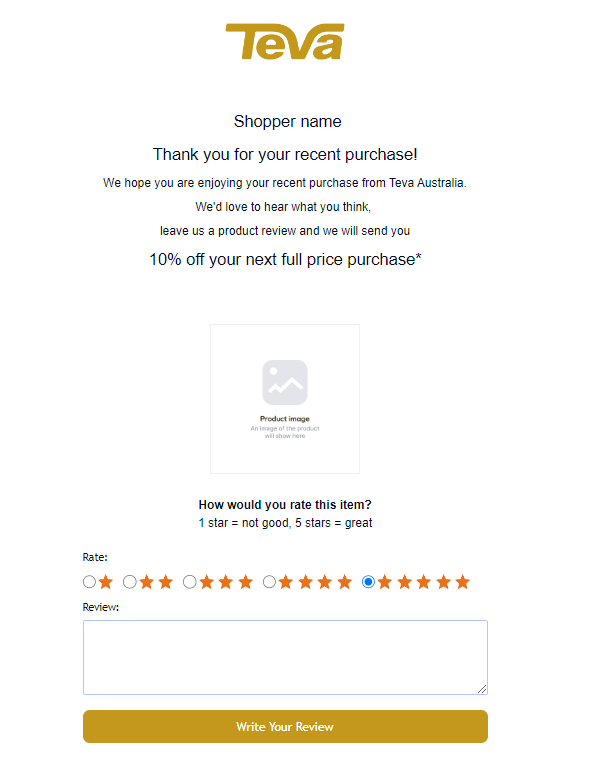 TEVA
Shopper name
Thank you for your recent purchase!
We hope you are enjoying your recent purchase from Teva Australia.
We'd love to hear what you think,
leave us a product review and we will send you
10% off your next full price purchase*
Product image
An image of the product
will show here
How would you rate this item?
1 star = not good, 5 stars = great
Rate:
Review:
Write Your Review